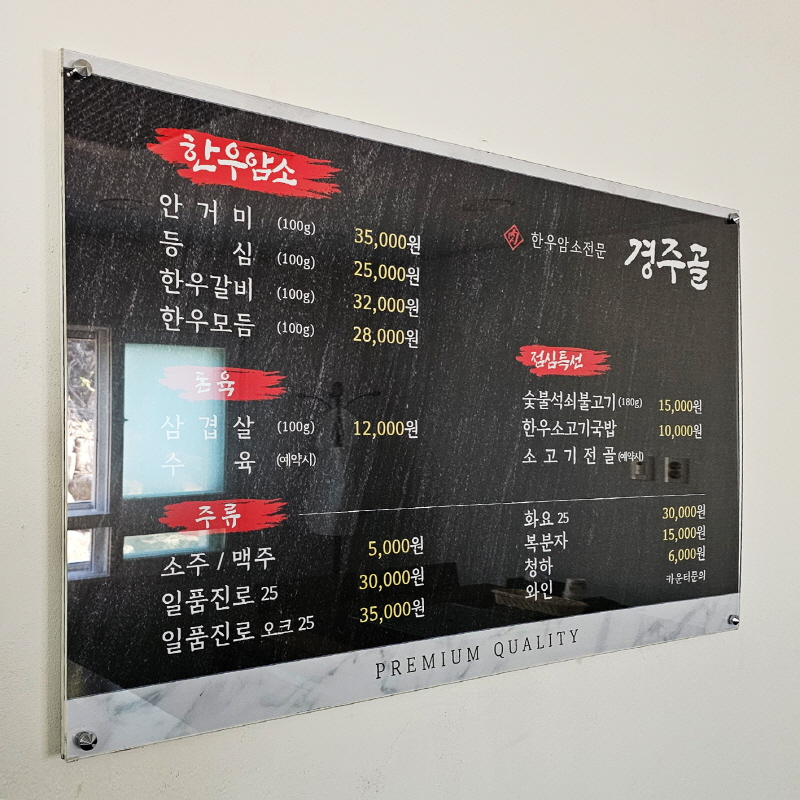 한우암소
안거미 (100g) 35,000원
등심 (100g) 25,000원
한우갈비 (100g) 32,000원
한우모듬 (100g) 28,000원
돈육
삼겹살 (100g) 12,000원
수육 (예약시)
주류
소주 / 맥주 5,000원
일품진로 25 30,000원
일품진로 오크 25 35,000원
한우암소전문 경주골
점심특선
숯불석쇠불고기 (180g) 15,000원
한우소고기국밥 10,000원
소고기전골 (예약시)
화요 25 30,000원
복분자 15,000원
청하 6,000원
와인 카운터문의
PREMIUM QUALITY